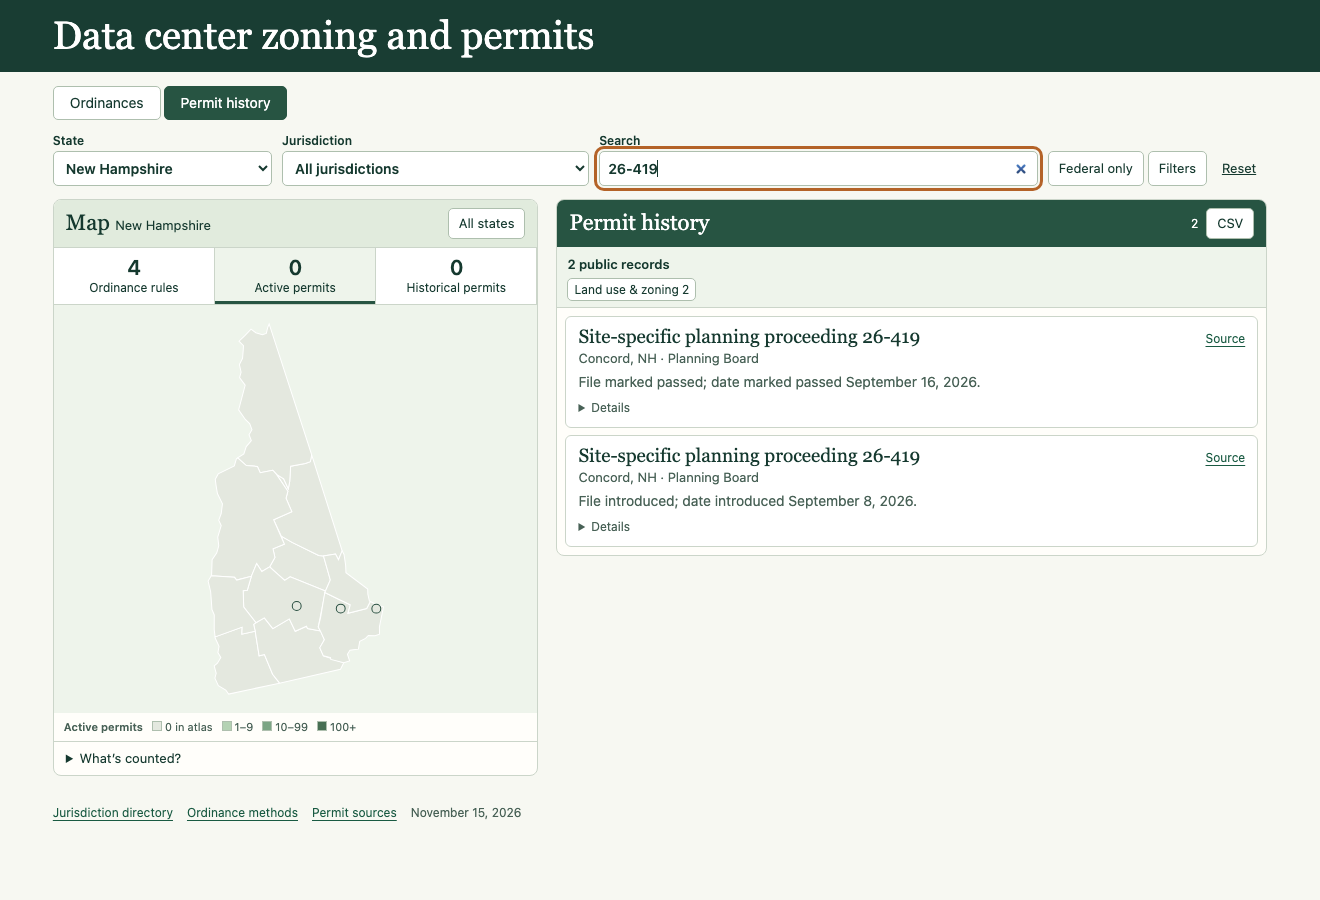 Data center zoning and permits
Ordinances Permit history
State Jurisdiction Search
New Hampshire All jurisdictions 26-419 × Federal only Filters Reset
Map New Hampshire All states
4 Ordinance rules
0 Active permits
0 Historical permits
Active permits 0 in atlas 1–9 10–99 100+
▶ What's counted?
Permit history 2 CSV
2 public records
Land use & zoning 2
Site-specific planning proceeding 26-419 Source
Concord, NH · Planning Board
File marked passed; date marked passed September 16, 2026.
▶ Details
Site-specific planning proceeding 26-419 Source
Concord, NH · Planning Board
File introduced; date introduced September 8, 2026.
▶ Details
Jurisdiction directory Ordinance methods Permit sources November 15, 2026